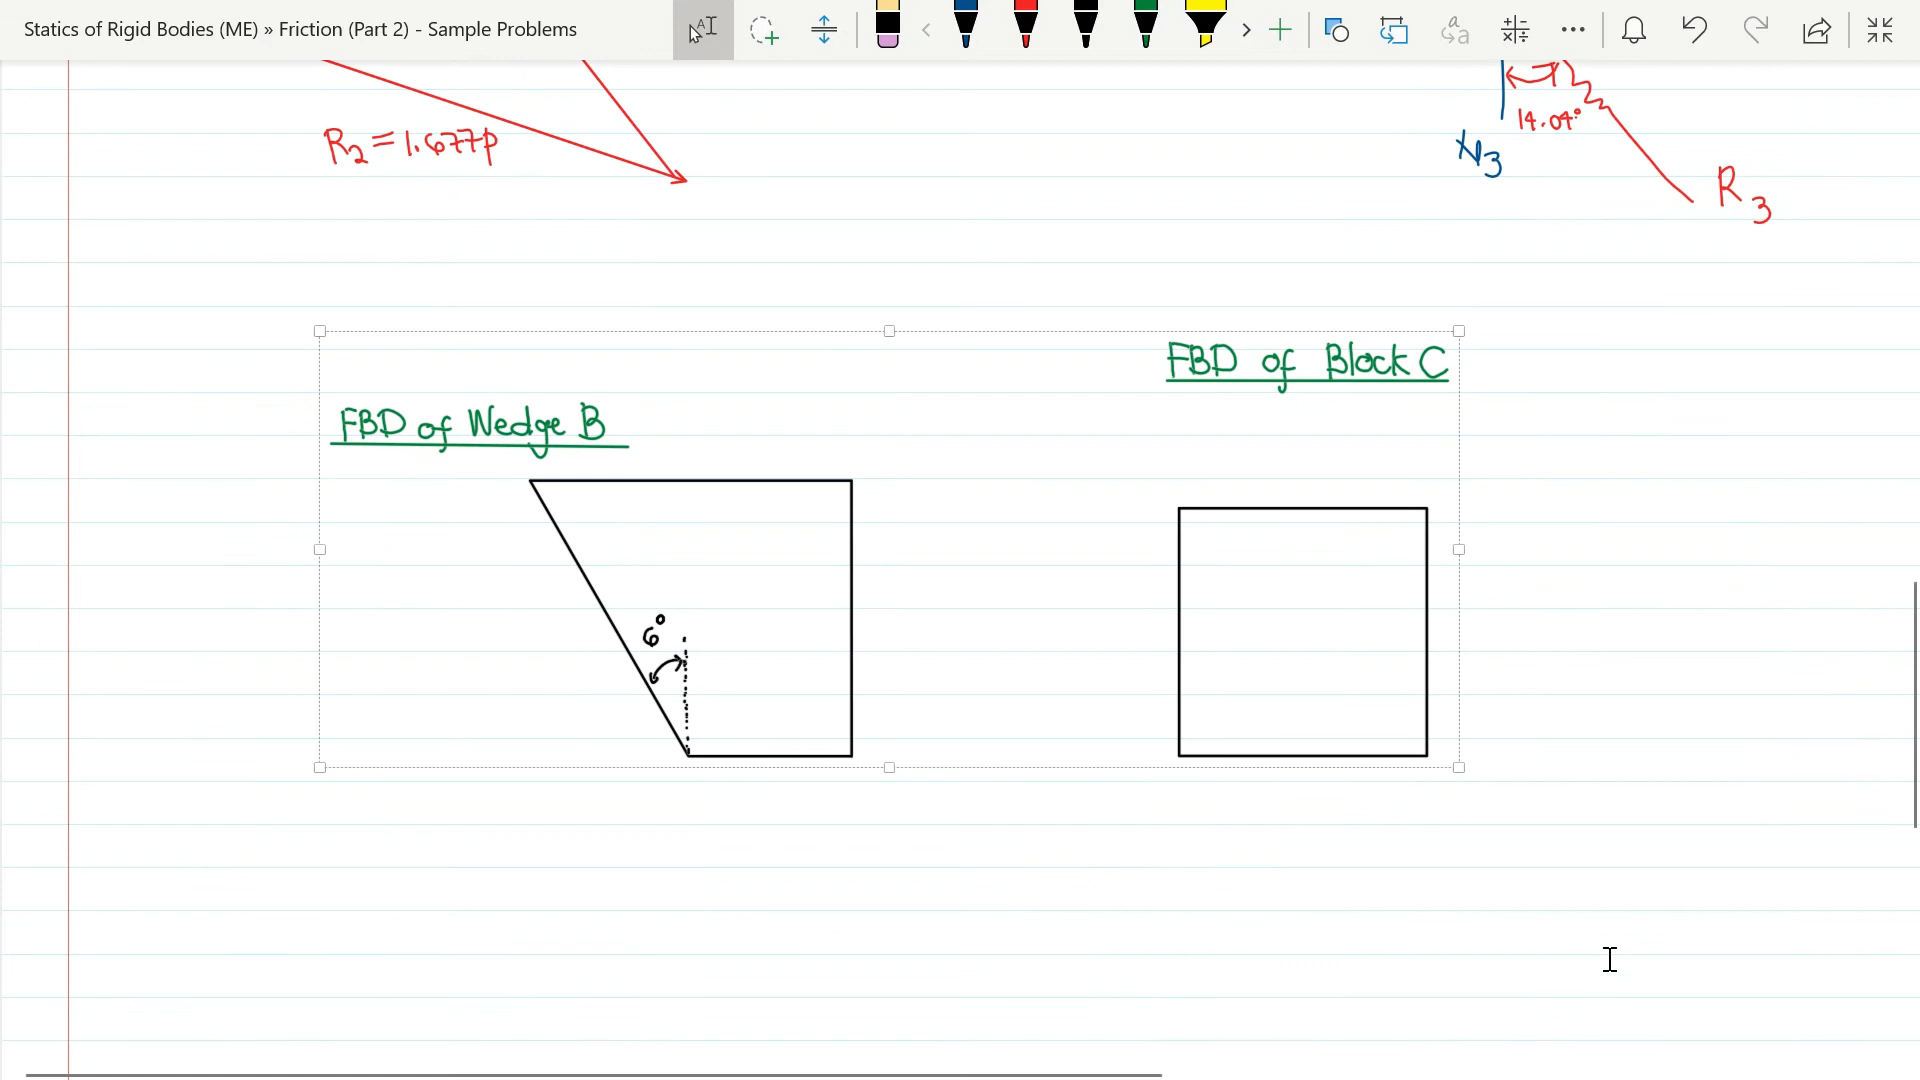 Statics of Rigid Bodies (ME) » Friction (Part 2) - Sample Problems
R2 = 1.677P
14.04°
N3
R3
FBD of Block C
FBD of Wedge B
6°